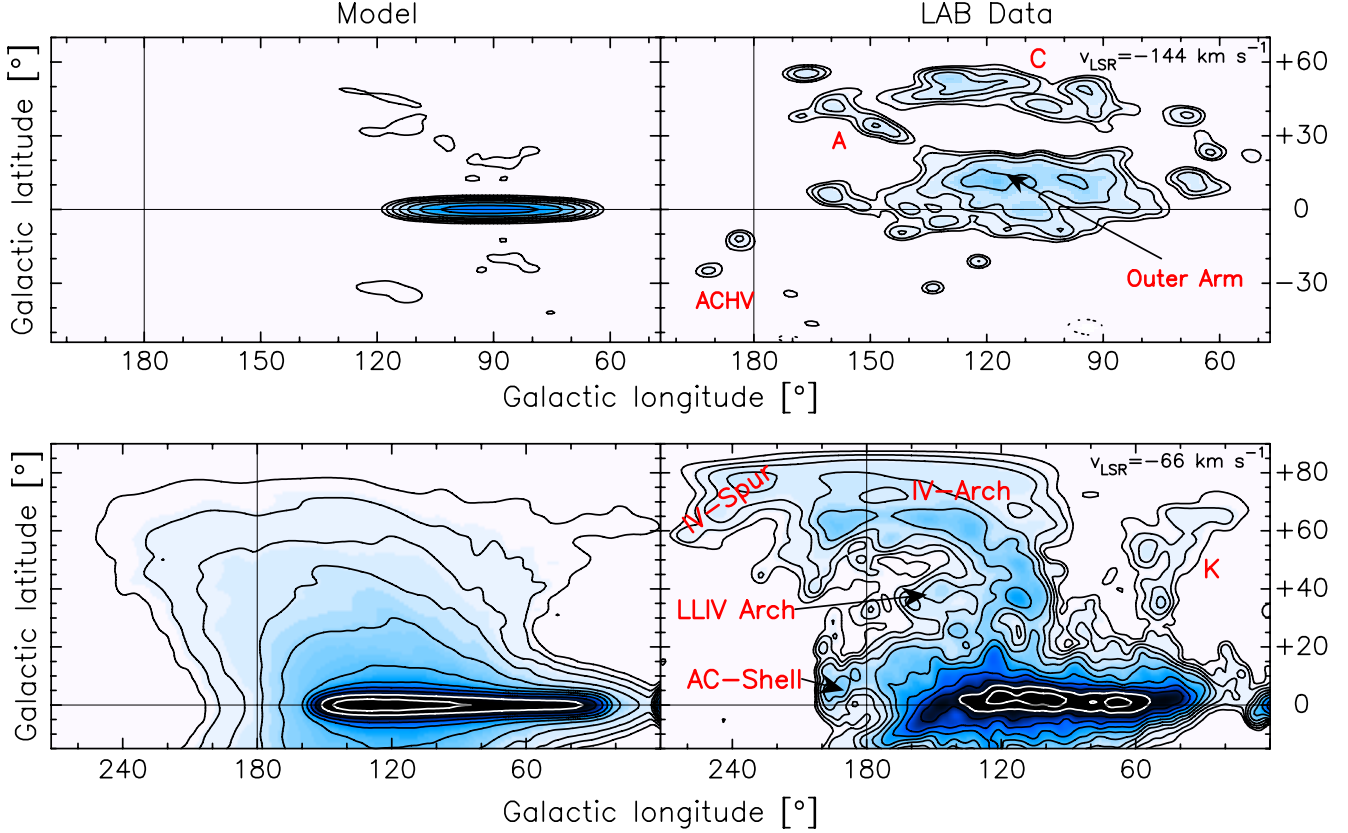 Model
LAB Data
Galactic latitude [°]
v_LSR=−144 km s⁻¹
C
A
Outer Arm
ACHV
+60
+30
0
−30
180 150 120 90 60
180 150 120 90 60
Galactic longitude [°]
Galactic latitude [°]
v_LSR=−66 km s⁻¹
IV−Spur
IV−Arch
K
LLIV Arch
AC−Shell
+80
+60
+40
+20
0
240 180 120 60
240 180 120 60
Galactic longitude [°]